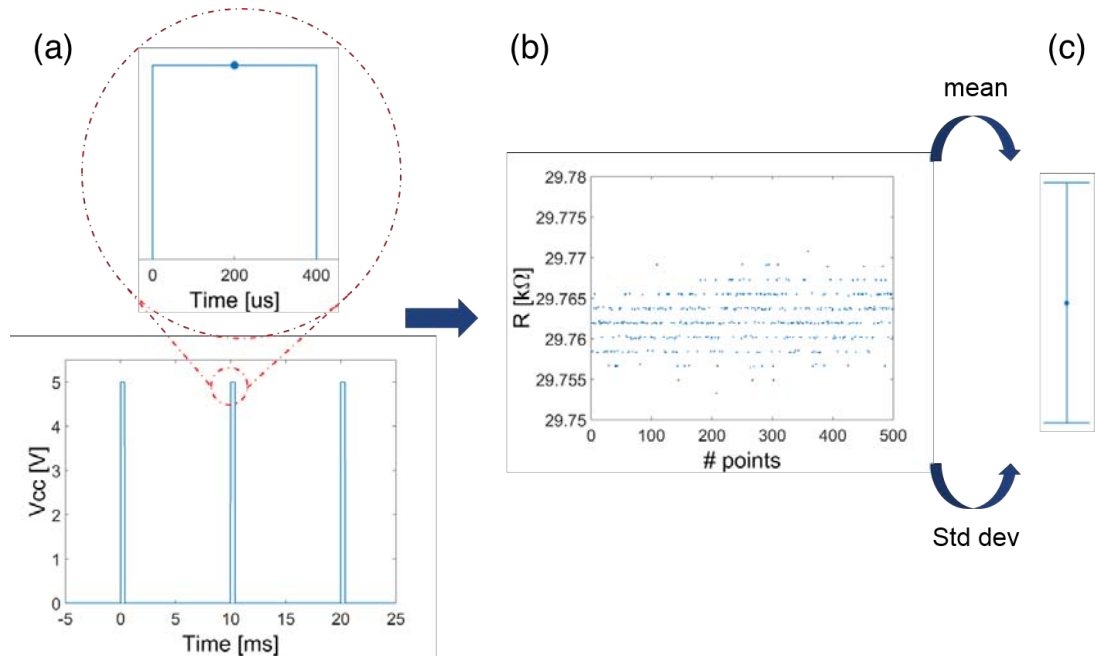 (a)
(b)
(c)
0 200 400
Time [us]
5
4
3
2
1
0
Vcc [V]
-5 0 5 10 15 20 25
Time [ms]
29.78
29.775
29.77
29.765
29.76
29.755
29.75
R [kΩ]
0 100 200 300 400 500
# points
mean
Std dev